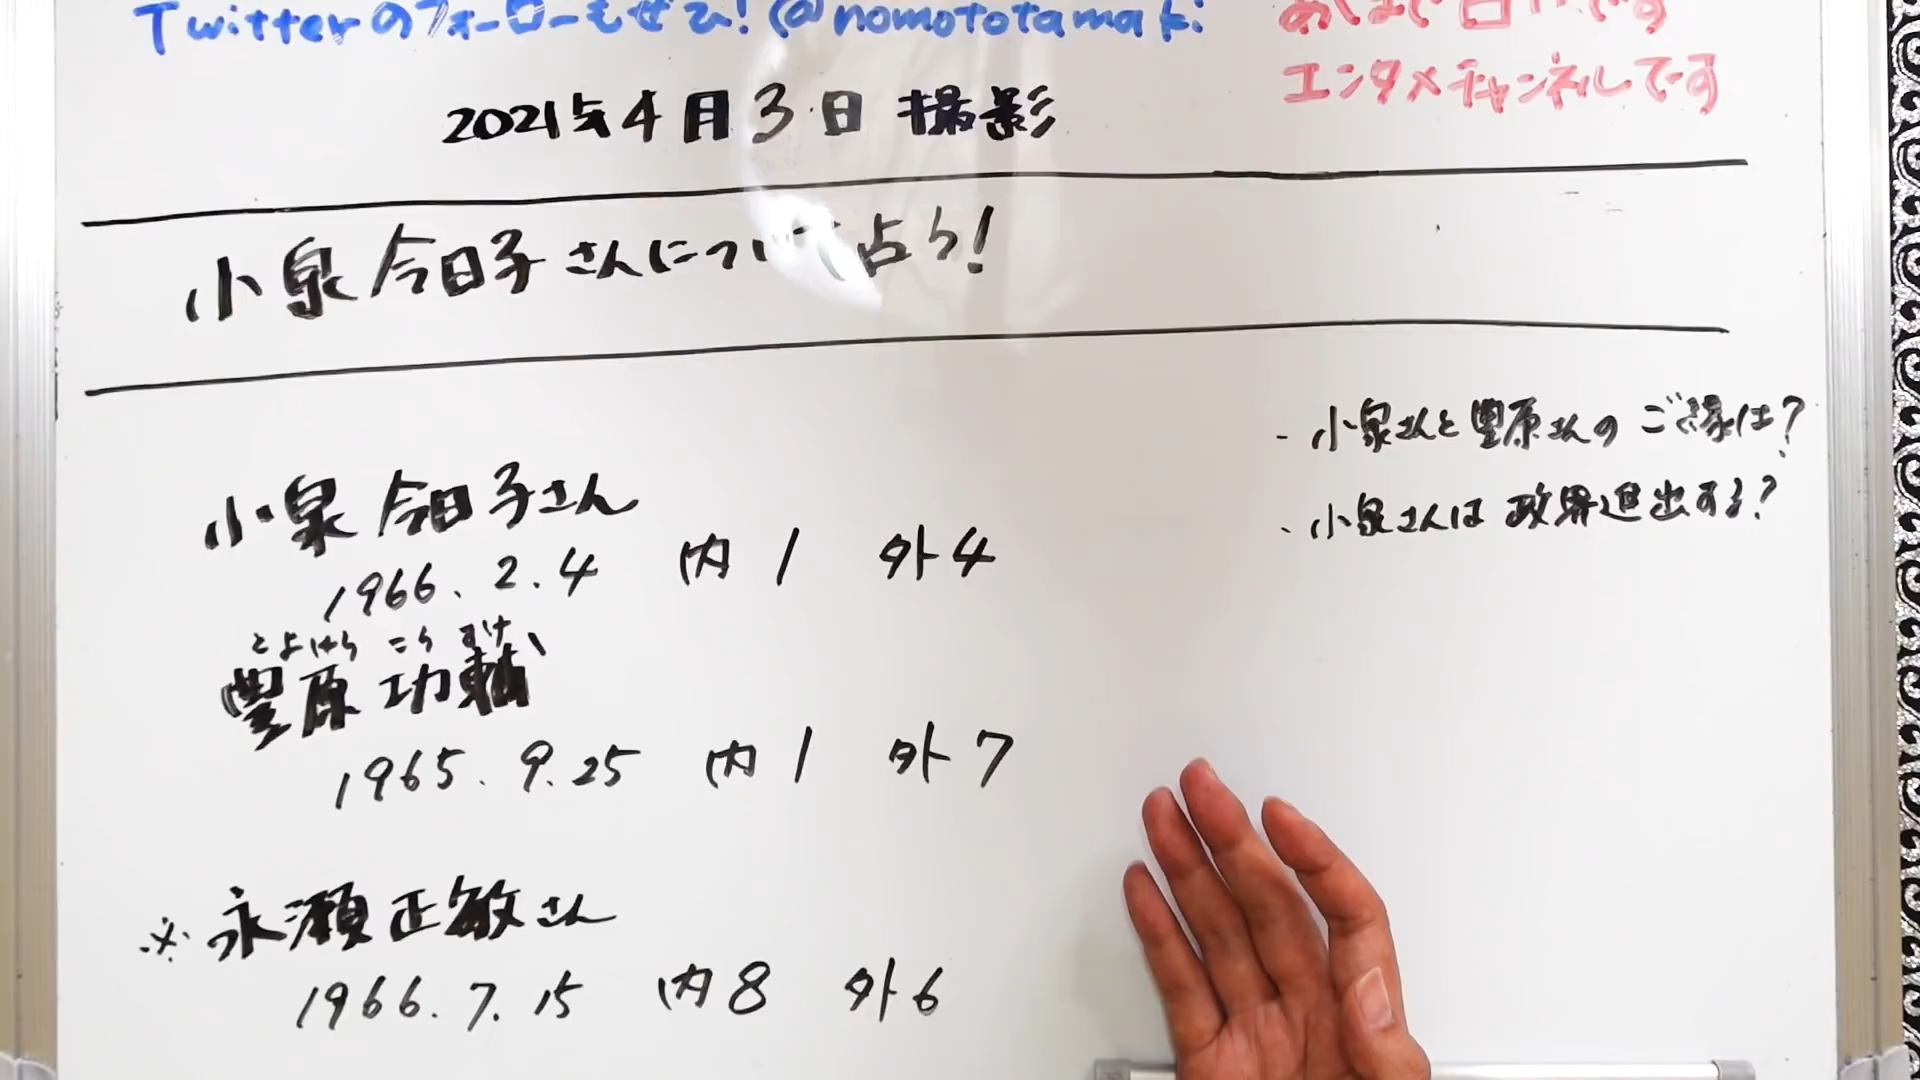 Twitterのフォローもぜひ!(@nomototamaki
エンタメチャンネルです
2021年4月3日 撮影
小泉今日子さんについて占う!
小泉今日子さん
1966.2.4 内1 外4
とよはら こうすけ
豊原功輔
1965.9.25 内1 外7
※永瀬正敏さん
1966.7.15 内8 外6
- 小泉さんと豊原さんのご縁は?
・小泉さんは政界進出する?